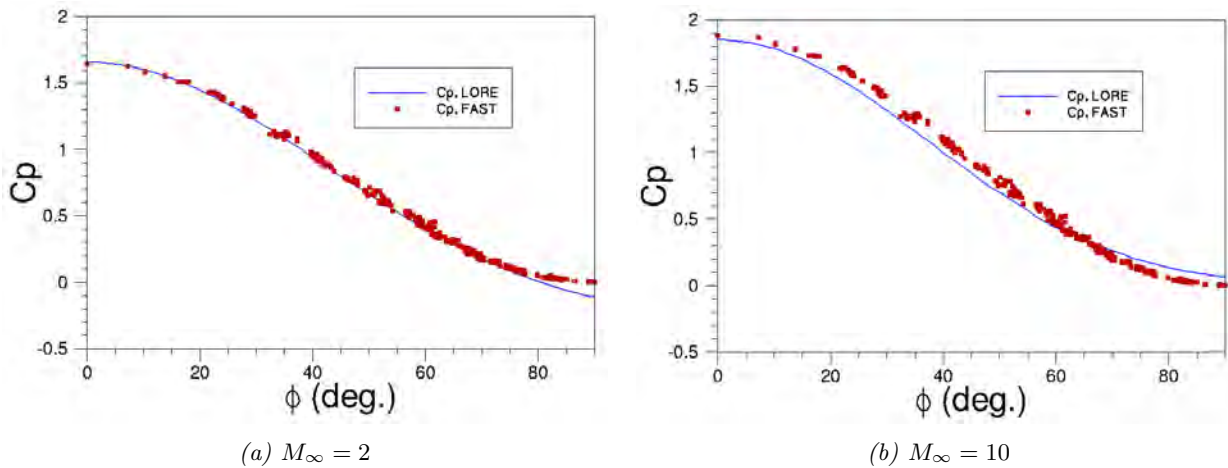 2
1.5
1
0.5
0
-0.5
Cp
Cp, LORE
Cp, FAST
0 20 40 60 80
ϕ (deg.)
(a) M∞ = 2
2
1.5
1
0.5
0
-0.5
Cp
Cp, LORE
Cp, FAST
0 20 40 60 80
ϕ (deg.)
(b) M∞ = 10